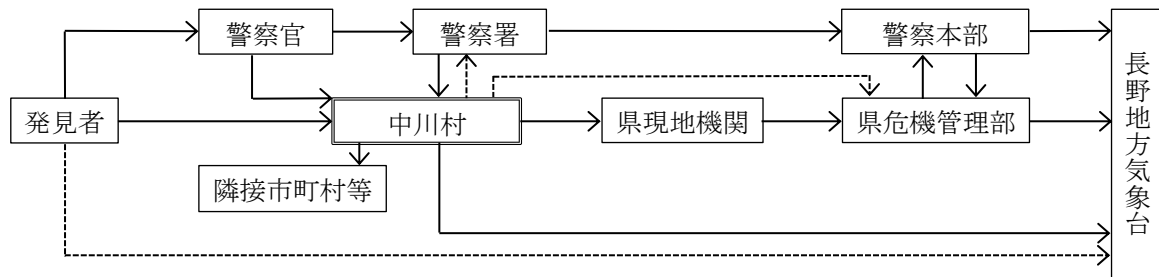 警察官
警察署
警察本部
発見者
中川村
県現地機関
県危機管理部
隣接市町村等
長野地方気象台